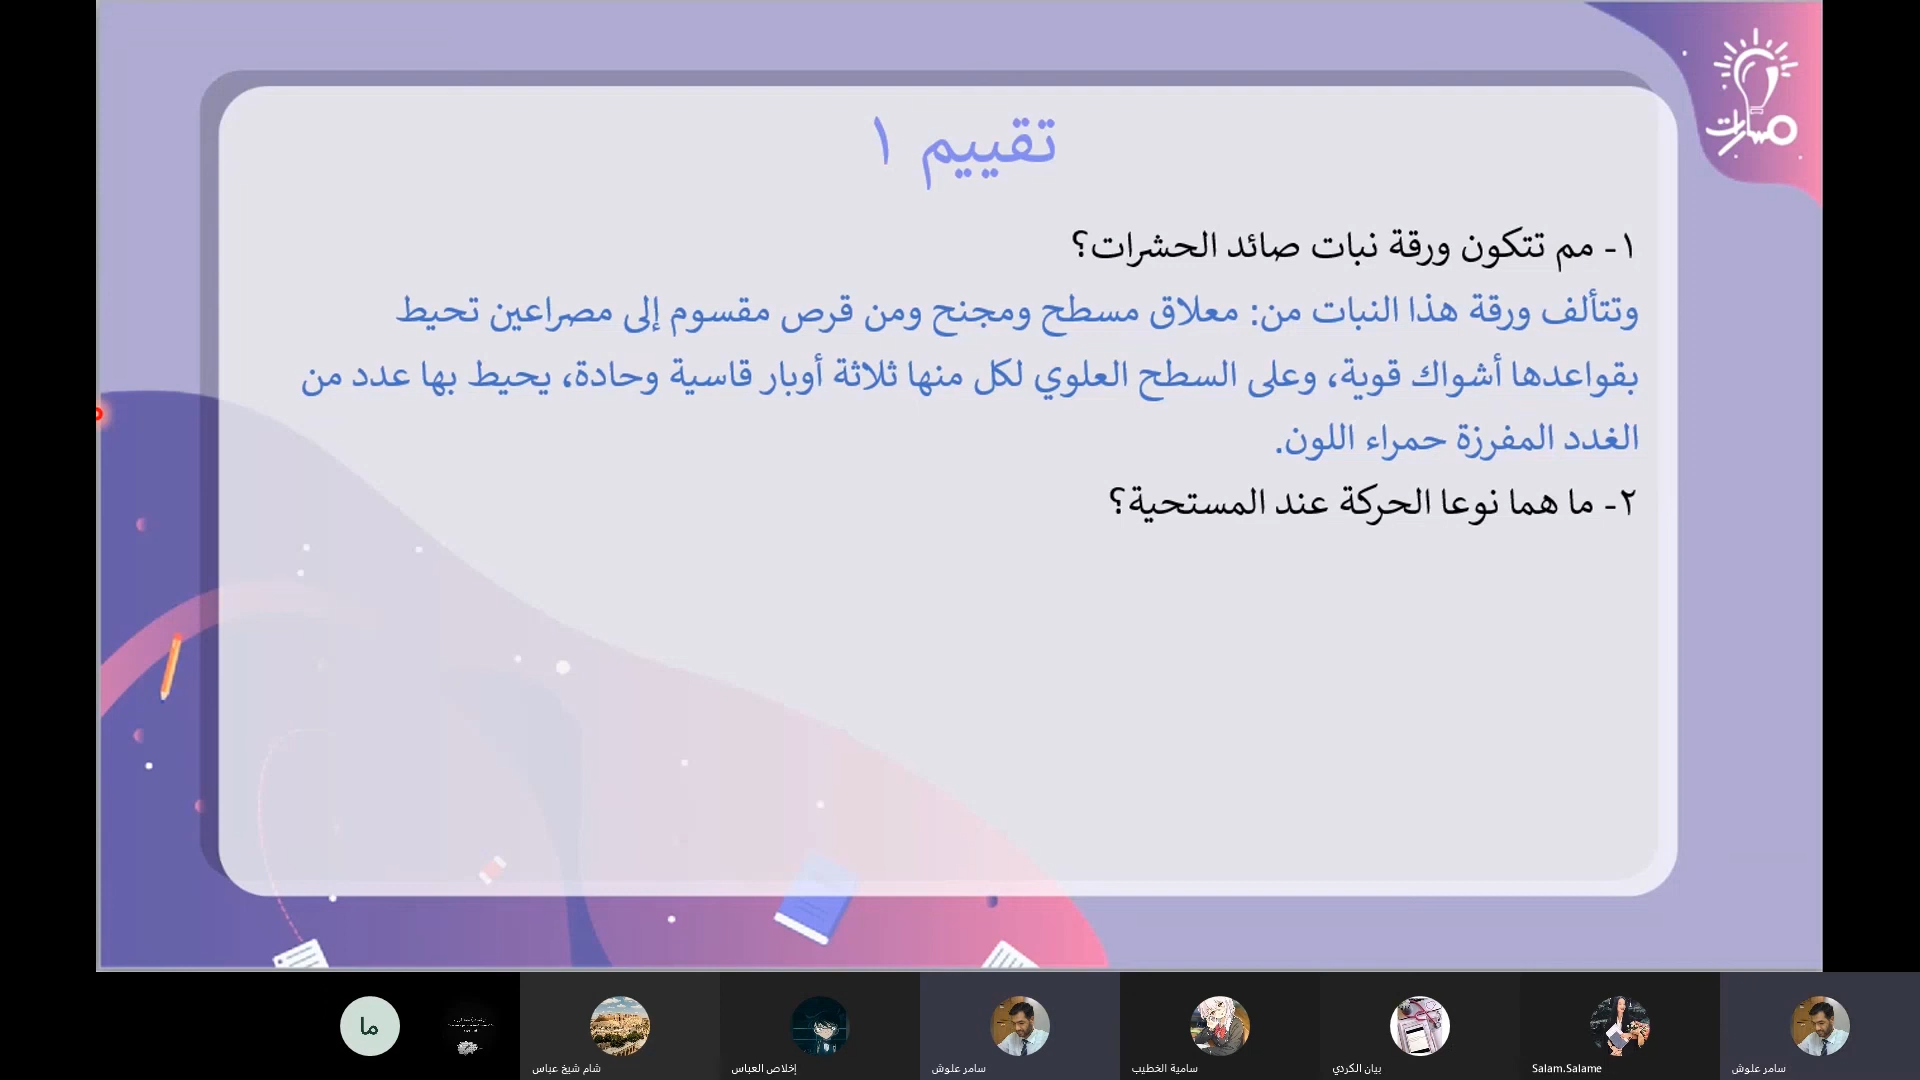 مسارات
تقييم ١
١- مم تتكون ورقة نبات صائد الحشرات؟
وتتألف ورقة هذا النبات من: معلاق مسطح ومجنح ومن قرص مقسوم إلى مصراعين تحيط
بقواعدها أشواك قوية، وعلى السطح العلوي لكل منها ثلاثة أوبار قاسية وحادة، يحيط بها عدد من
الغدد المفرزة حمراء اللون.
٢- ما هما نوعا الحركة عند المستحية؟
ما
شام شيخ عباس
إخلاص العباس
سامر علوش
سامية الخطيب
بيان الكردي
Salam.Salame
سامر علوش